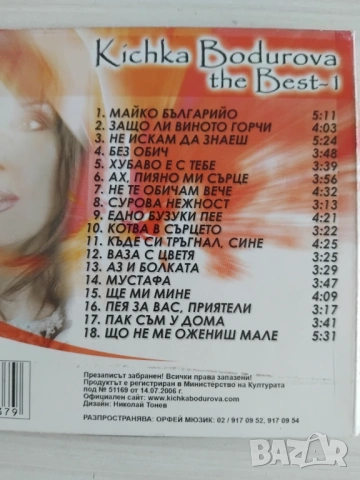 Kichka Bodurova
the Best-1
1. МАЙКО БЪЛГАРИЙО 5:11
2. ЗАЩО ЛИ ВИНОТО ГОРЧИ 4:03
3. НЕ ИСКАМ ДА ЗНАЕШ 5:24
4. БЕЗ ОБИЧ 3:48
5. ХУБАВО Е С ТЕБЕ 3:39
6. АХ, ПИЯНО МИ СЪРЦЕ 3:56
7. НЕ ТЕ ОБИЧАМ ВЕЧЕ 4:32
8. СУРОВА НЕЖНОСТ 3:13
9. ЕДНО БУЗУКИ ПЕЕ 4:21
10. КОТВА В СЪРЦЕТО 3:22
11. КЪДЕ СИ ТРЪГНАЛ, СИНЕ 4:25
12. ВАЗА С ЦВЕТЯ 3:25
13. АЗ И БОЛКАТА 3:29
14. МУСТАФА 3:47
15. ЩЕ МИ МИНЕ 4:09
16. ПЕЯ ЗА ВАС, ПРИЯТЕЛИ 3:17
17. ПАК СЪМ У ДОМА 3:41
18. ЩО НЕ МЕ ОЖЕНИШ МАЛЕ 5:31
Презаписът забранен! Всички права запазени!
Продуктът е регистриран в Министерство на Културата
под № 51169 от 14.07.2006 г.
Официален сайт: www.kichkabodurova.com
Дизайн: Николай Тонев
РАЗПРОСТРАНЯВА: ОРФЕЙ МЮЗИК: 02 / 917 09 52, 917 09 54
379
bazar